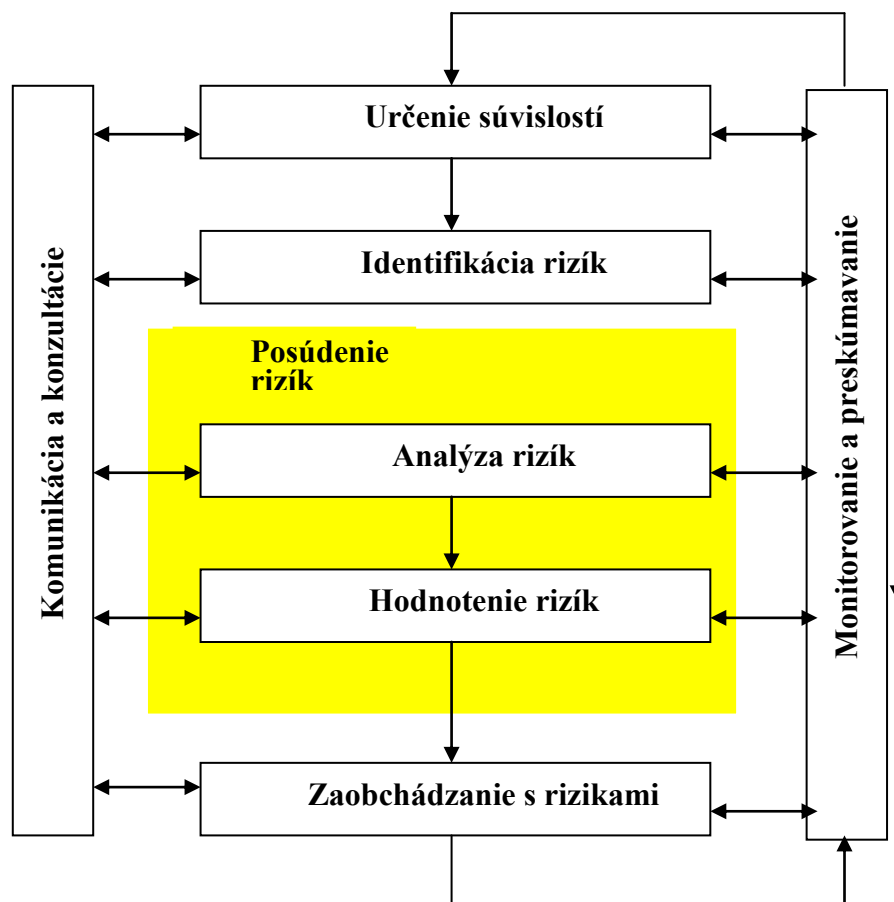 Určenie súvislostí
Identifikácia rizík
Posúdenie
rizík
Analýza rizík
Hodnotenie rizík
Zaobchádzanie s rizikami
Komunikácia a konzultácie
Monitorovanie a preskúmavanie